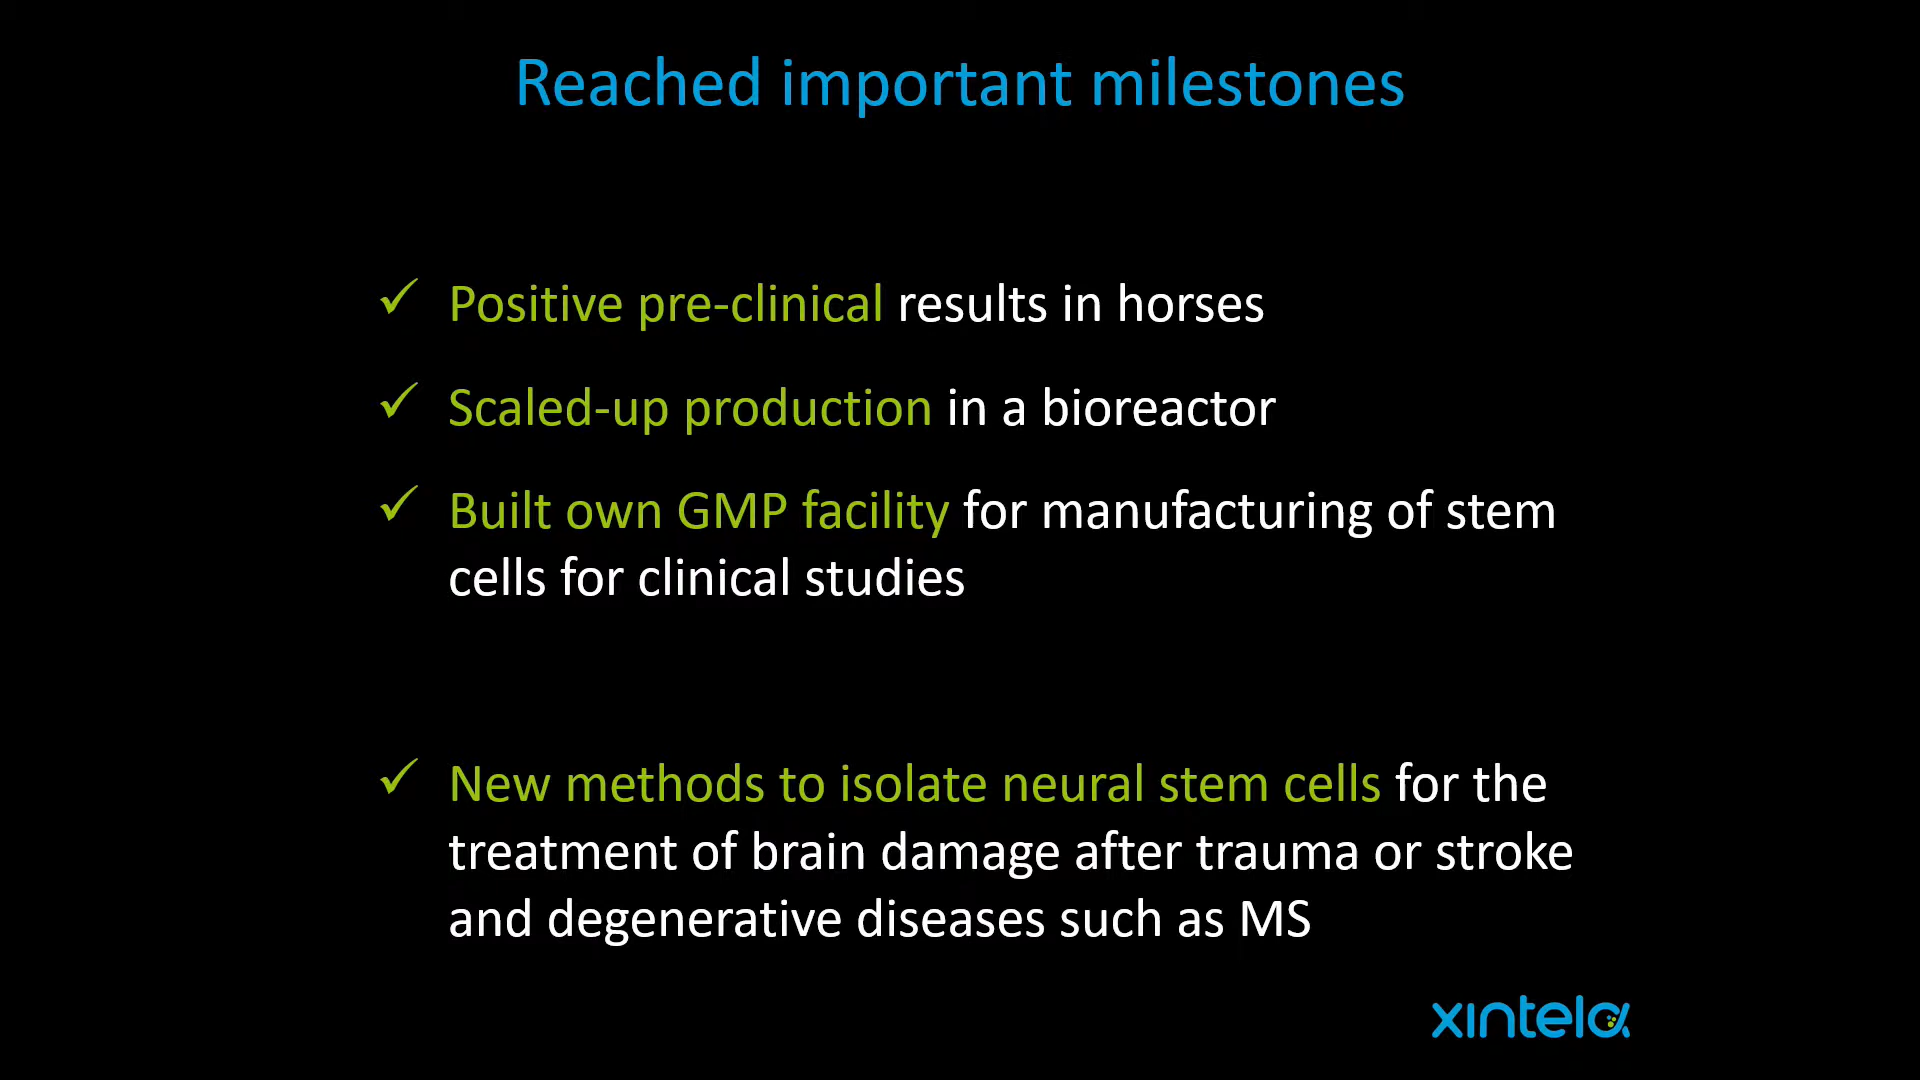 Reached important milestones
✓ Positive pre-clinical results in horses
✓ Scaled-up production in a bioreactor
✓ Built own GMP facility for manufacturing of stem
cells for clinical studies
✓ New methods to isolate neural stem cells for the
treatment of brain damage after trauma or stroke
and degenerative diseases such as MS
xintela